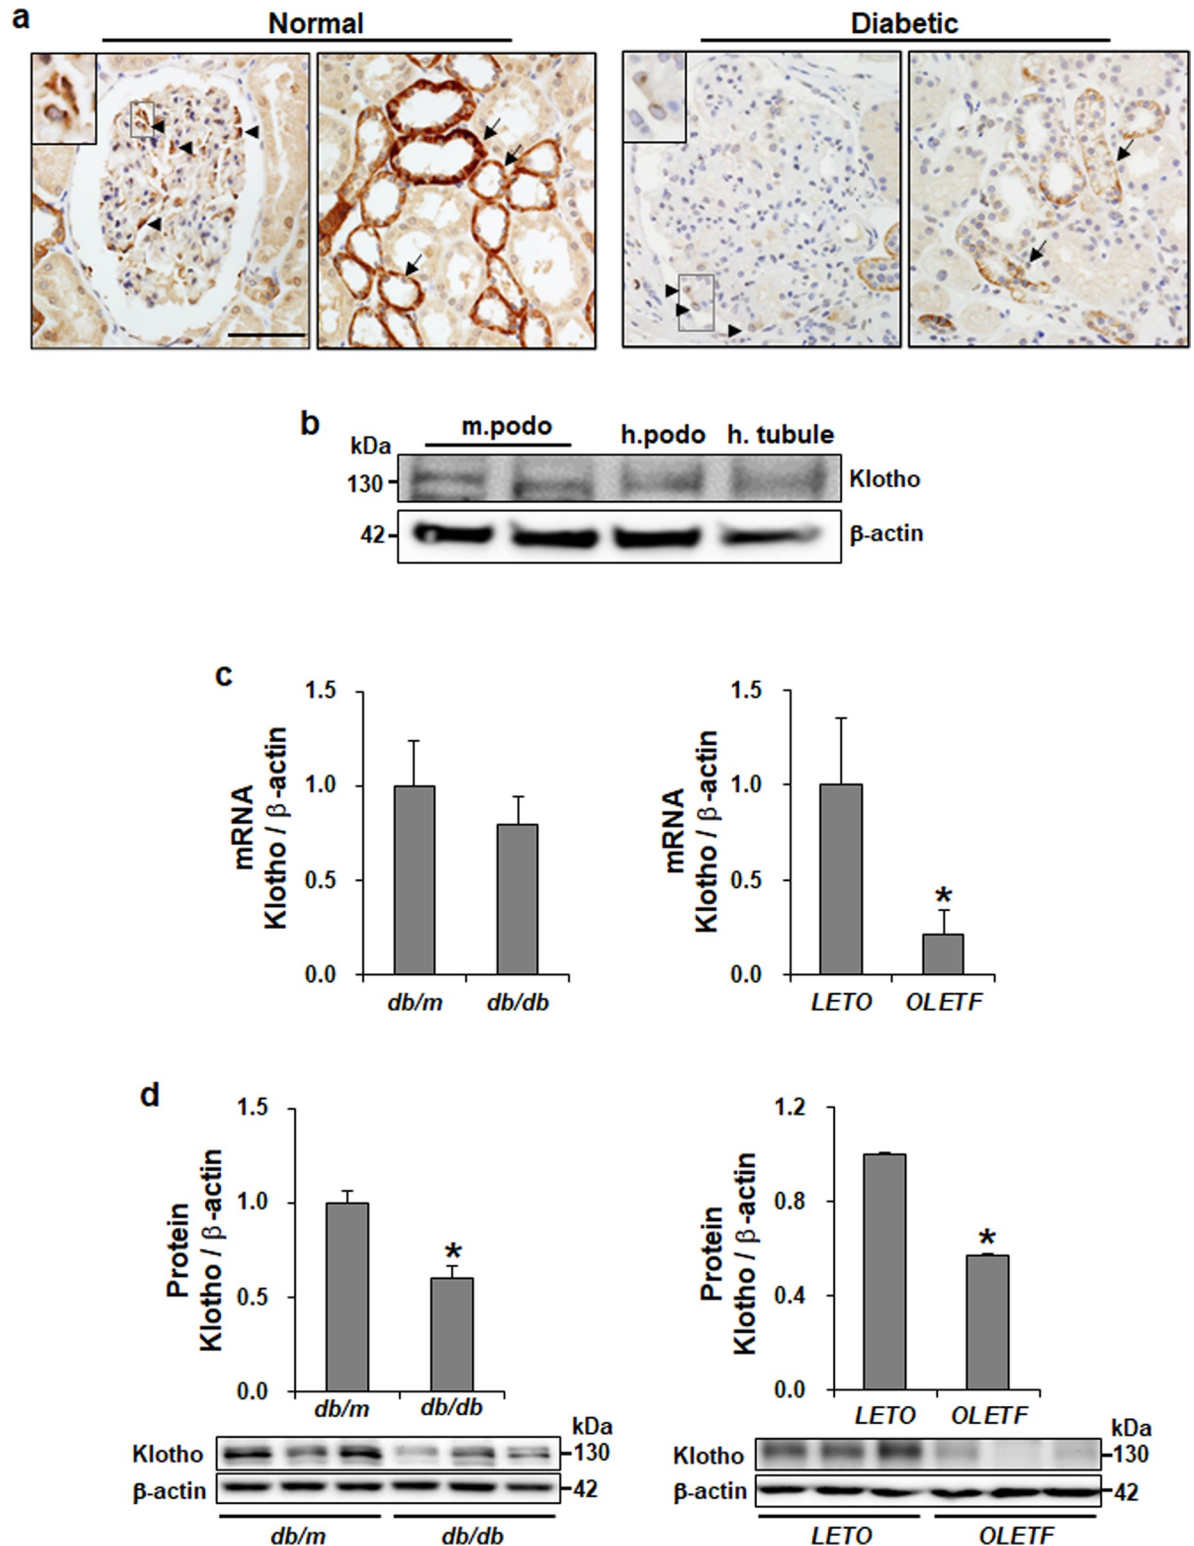 a
Normal
Diabetic
b
kDa
m.podo
h.podo
h. tubule
130
Klotho
42
β-actin
c
mRNA
Klotho / β-actin
1.5
1.0
0.5
0.0
db/m
db/db
mRNA
Klotho / β-actin
1.5
1.0
0.5
0.0
*
LETO
OLETF
d
Protein
Klotho / β-actin
1.5
1.0
0.5
0.0
*
db/m
db/db
kDa
Klotho
130
β-actin
42
db/m
db/db
Protein
Klotho / β-actin
1.2
0.8
0.4
0.0
*
LETO
OLETF
kDa
Klotho
130
β-actin
42
LETO
OLETF